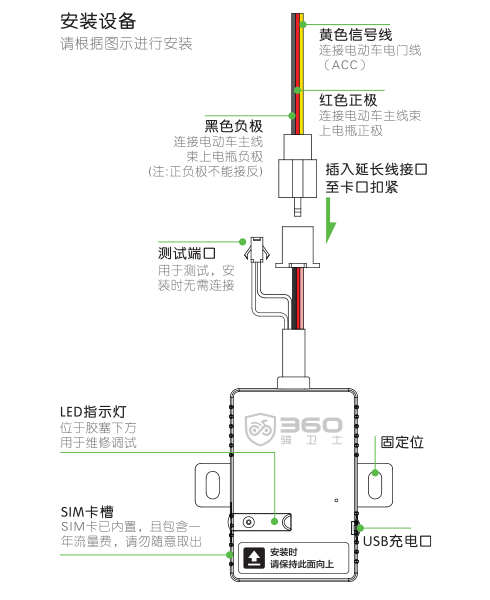 安装设备
请根据图示进行安装
黄色信号线
连接电动车电门线
（ACC）
红色正极
连接电动车主线束
上电瓶正极
黑色负极
连接电动车主线
束上电瓶负极
(注:正负极不能接反)
插入延长线接口
至卡口扣紧
测试端口
用于测试，安
装时无需连接
LED指示灯
位于胶塞下方
用于维修调试
360
骑卫士
固定位
SIM卡槽
SIM卡已内置，且包含一
年流量费，请勿随意取出
USB充电口
安装时
请保持此面向上